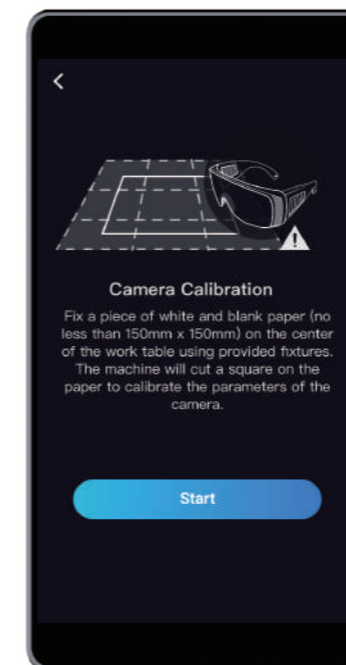 Camera Calibration
Fix a piece of white and blank paper (no
less than 150mm x 150mm) on the center
of the work table using provided fixtures.
The machine will cut a square on the
paper to calibrate the parameters of the
camera.
Start